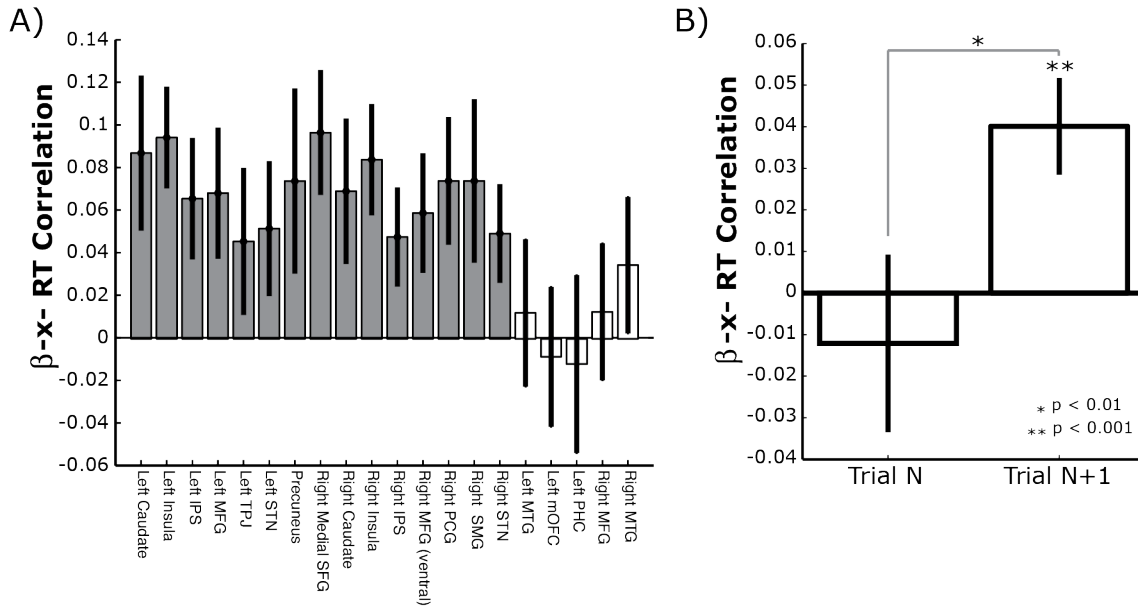 A)
β-x- RT Correlation
0.14
0.12
0.1
0.08
0.06
0.04
0.02
0
-0.02
-0.04
-0.06
Left Caudate
Left Insula
Left IPS
Left MFG
Left TPJ
Left STN
Precuneus
Right Medial SFG
Right Caudate
Right Insula
Right IPS
Right MFG (ventral)
Right PCG
Right SMG
Right STN
Left MTG
Left mOFC
Left PHC
Right MFG
Right MTG
B)
β-x- RT Correlation
0.06
0.05
0.04
0.03
0.02
0.01
0
-0.01
-0.02
-0.03
-0.04
*
**
* p < 0.01
** p < 0.001
Trial N
Trial N+1